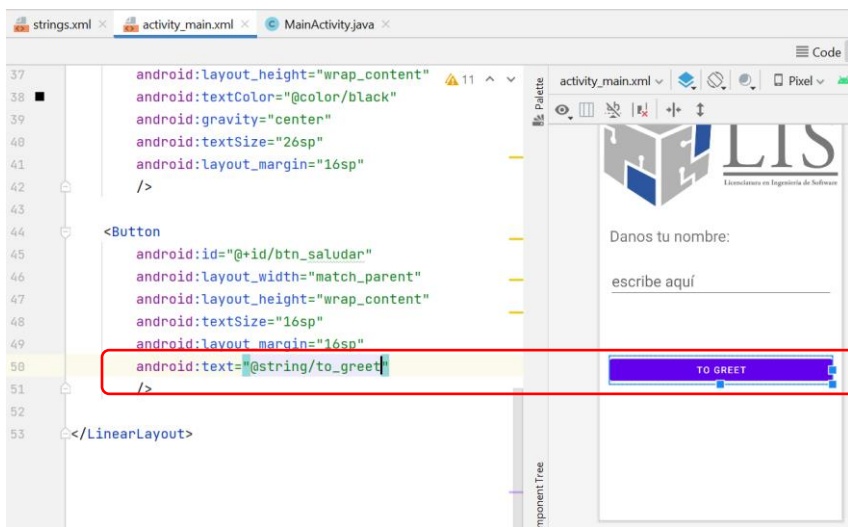 strings.xml
activity_main.xml
MainActivity.java
Code
37 android:layout_height="wrap_content"
11
38 android:textColor="@color/black"
39 android:gravity="center"
40 android:textSize="26sp"
41 android:layout_margin="16sp"
42 />
43
44 <Button
45 android:id="@+id/btn_saludar"
46 android:layout_width="match_parent"
47 android:layout_height="wrap_content"
48 android:textSize="16sp"
49 android:layout_margin="16sp"
50 android:text="@string/to_greet"
51 />
52
53 </LinearLayout>
Palette
activity_main.xml
Pixel
LIS
Licenciatura en Ingeniería de Software
Danos tu nombre:
escribe aquí
TO GREET
mponent Tree